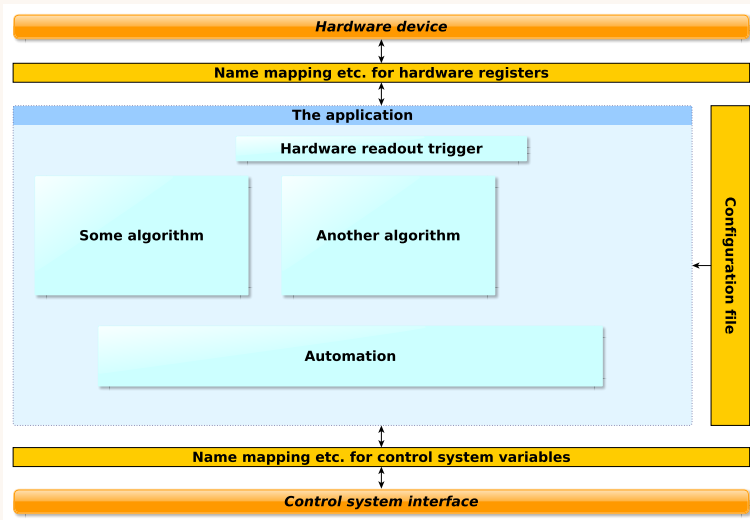 Hardware device
Name mapping etc. for hardware registers
The application
Hardware readout trigger
Some algorithm
Another algorithm
Configuration file
Automation
Name mapping etc. for control system variables
Control system interface